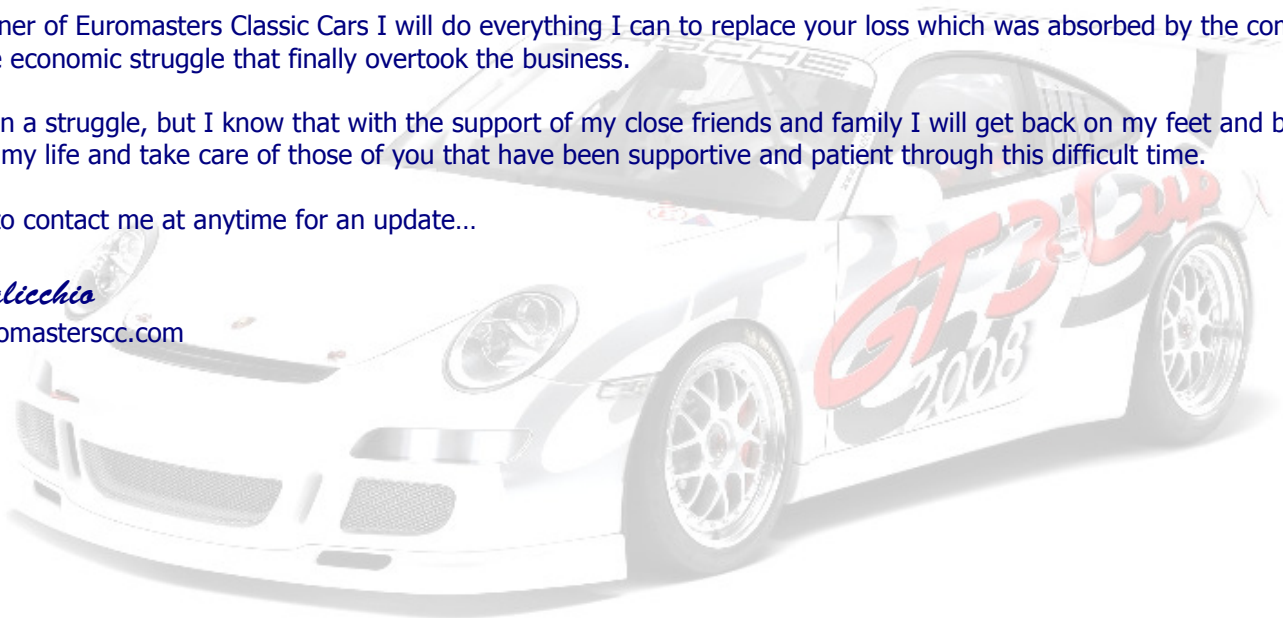 ner of Euromasters Classic Cars I will do everything I can to replace your loss which was absorbed by the cor
e economic struggle that finally overtook the business.
n a struggle, but I know that with the support of my close friends and family I will get back on my feet and b
my life and take care of those of you that have been supportive and patient through this difficult time.
to contact me at anytime for an update…
licchio
omasterscc.com
PORSCHE
GT3 Cup
2008